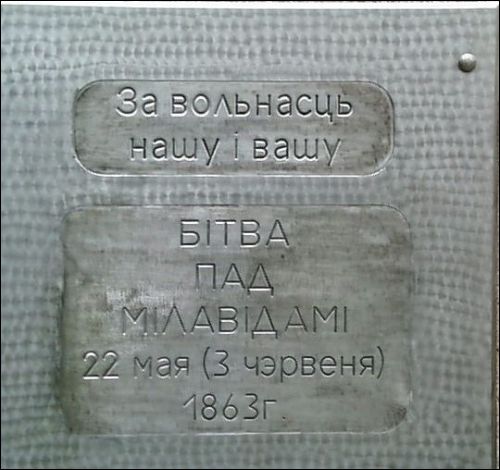 За вольнасць
нашу і вашу
БІТВА
ПАД
МІЛАВІДАМІ
22 мая (3 чэрвеня)
1863г